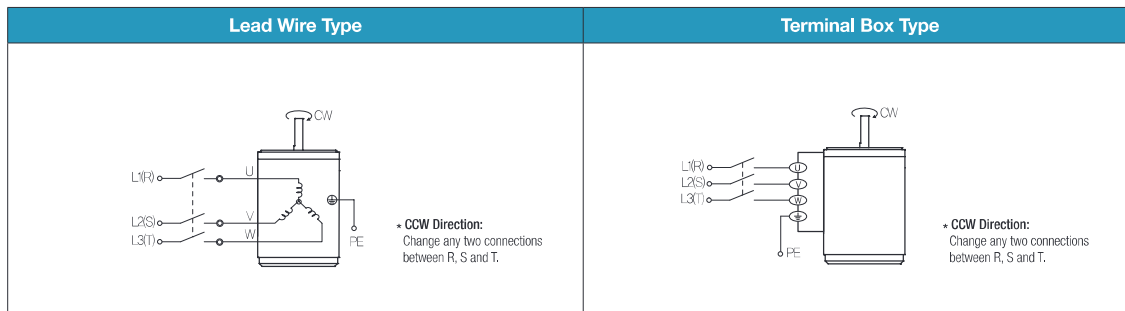 Lead Wire Type
Terminal Box Type
CW
L1(R)
U
L2(S)
V
L3(T)
W
PE
* CCW Direction:
Change any two connections
between R, S and T.
CW
L1(R)
U
L2(S)
V
L3(T)
W
PE
* CCW Direction:
Change any two connections
between R, S and T.